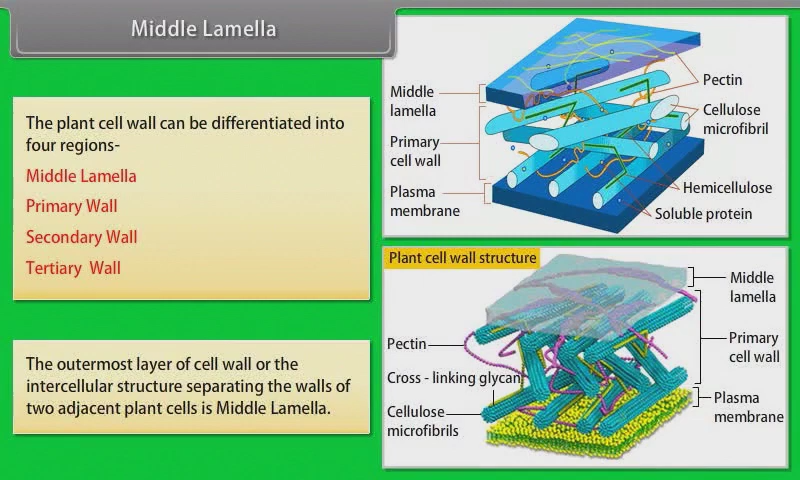 Middle Lamella
The plant cell wall can be differentiated into
four regions-
Middle Lamella
Primary Wall
Secondary Wall
Tertiary Wall
The outermost layer of cell wall or the
intercellular structure separating the walls of
two adjacent plant cells is Middle Lamella.
Middle
lamella
Primary
cell wall
Plasma
membrane
Pectin
Cellulose
microfibril
Hemicellulose
Soluble protein
Plant cell wall structure
Pectin
Cross - linking glycan
Cellulose
microfibrils
Middle
lamella
Primary
cell wall
Plasma
membrane